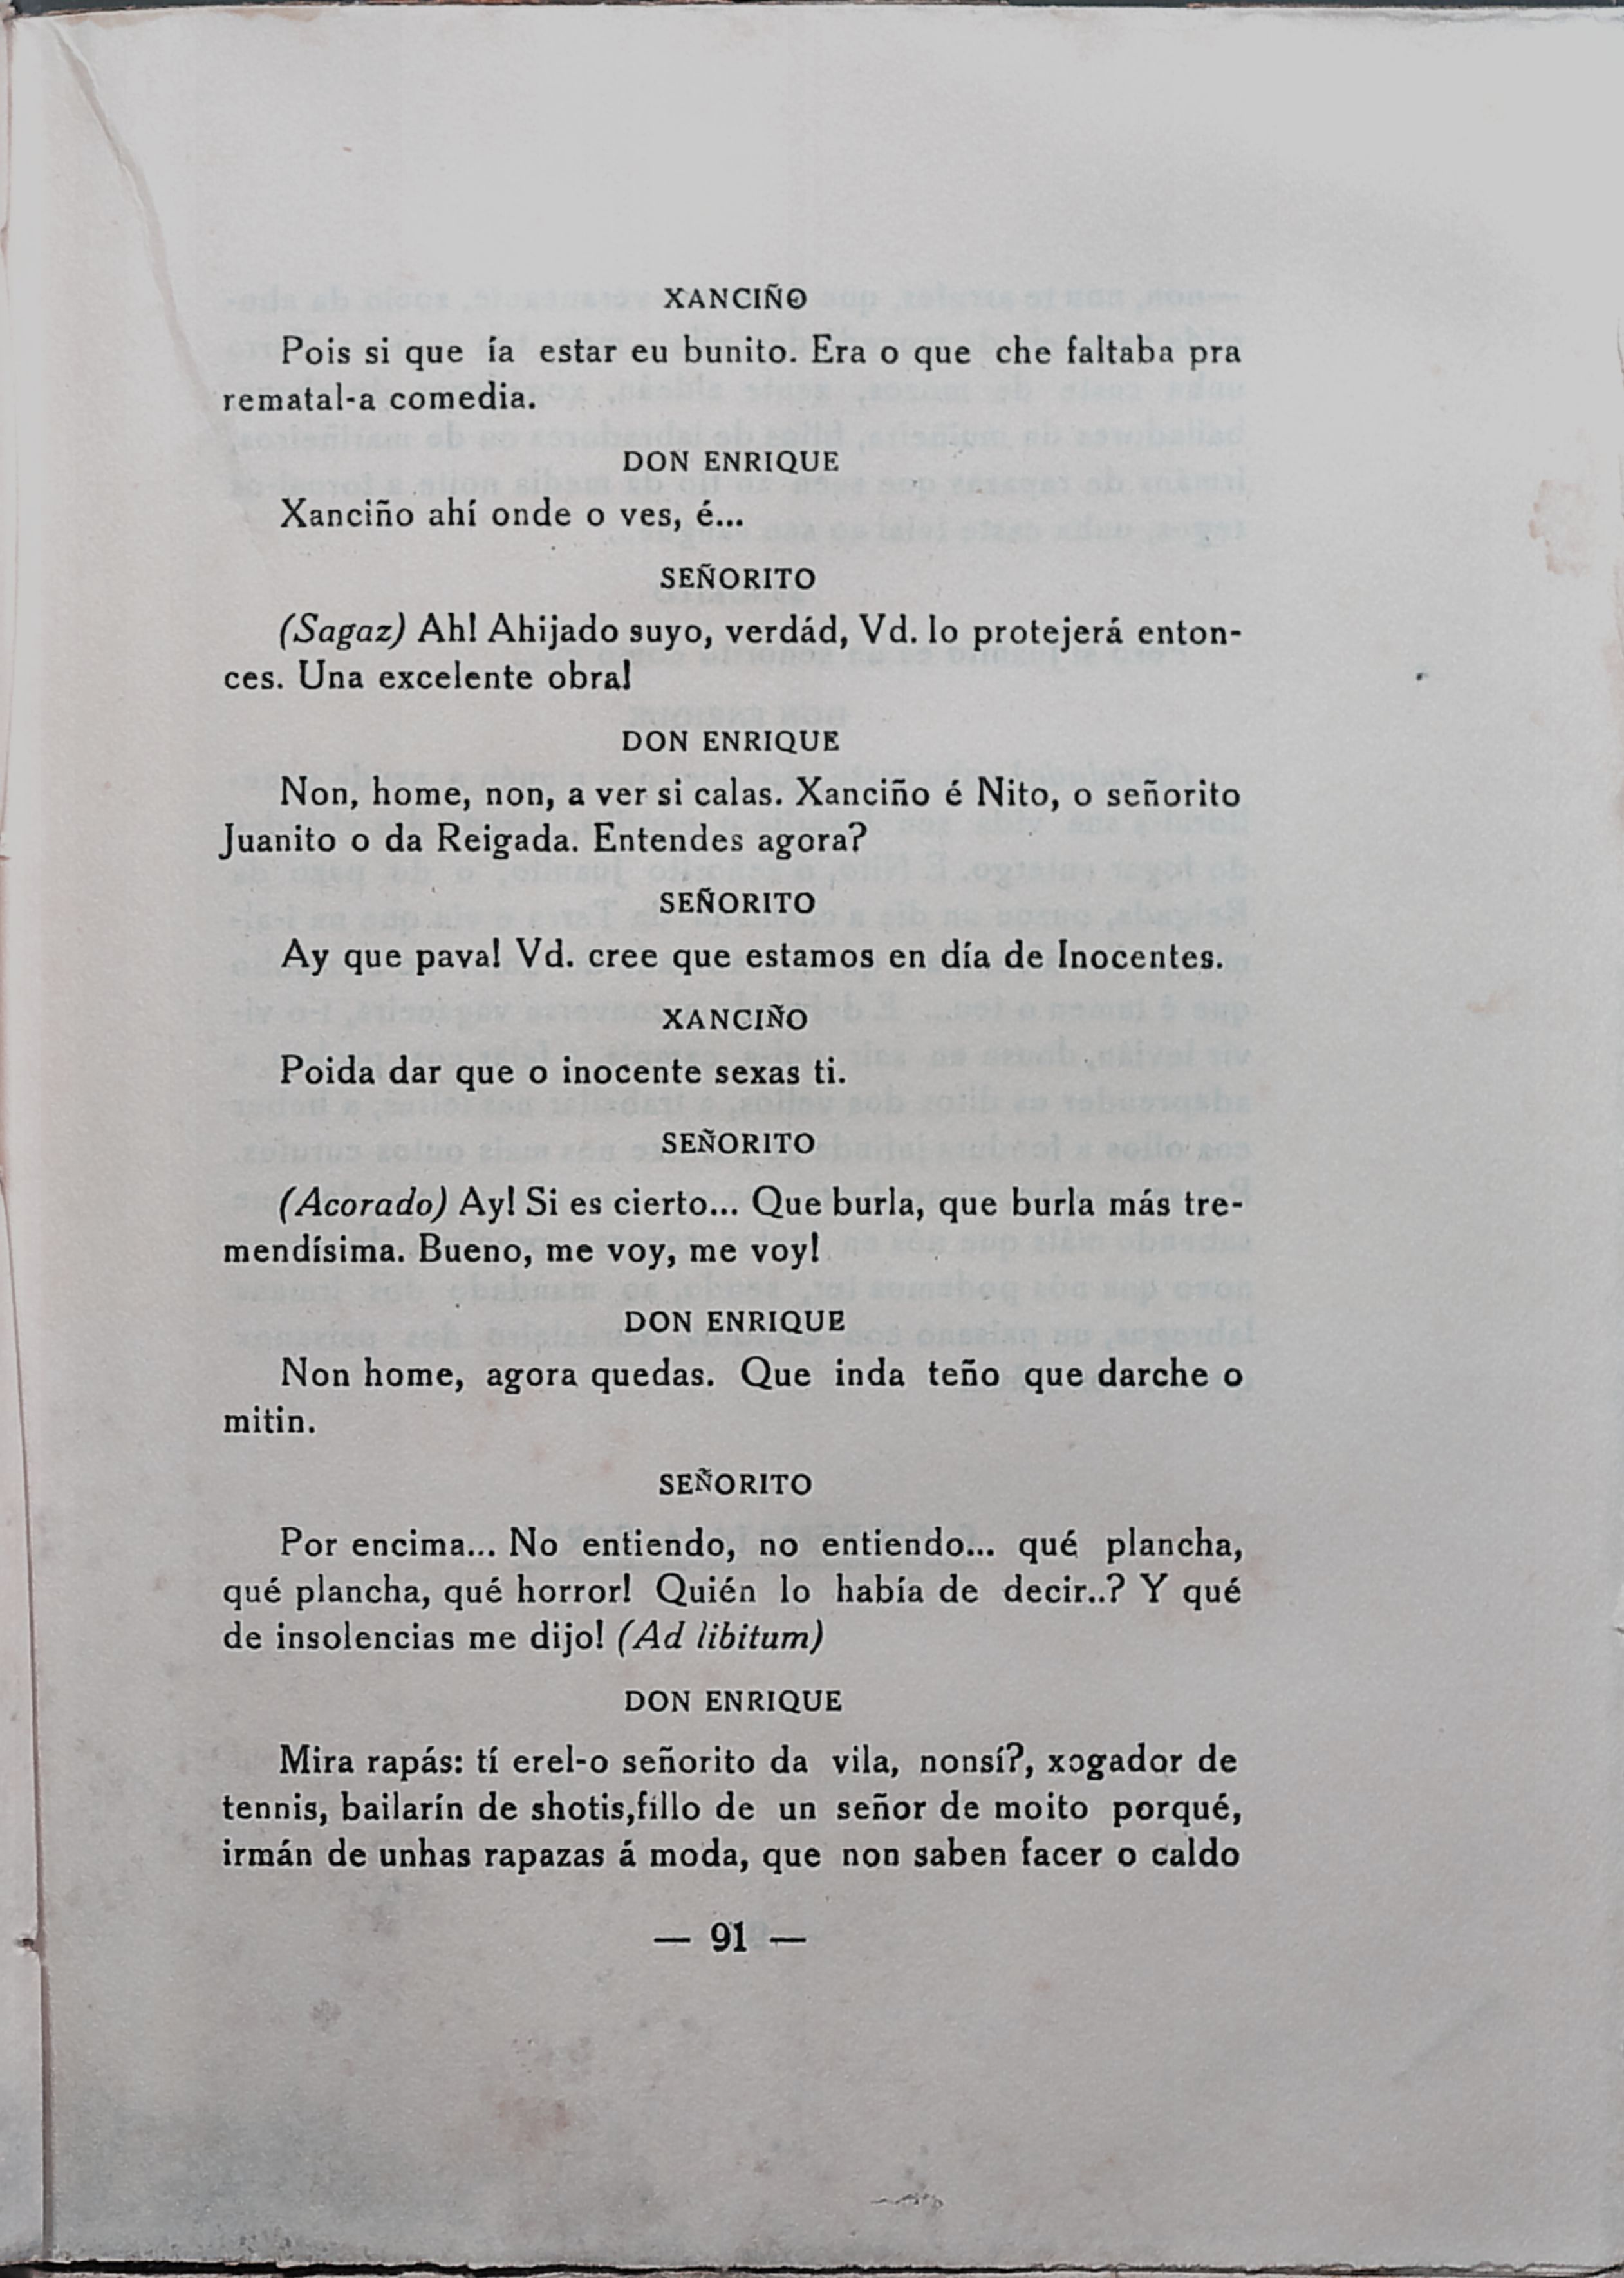 XANCIÑO
Pois si que ía estar eu bunito. Era o que che faltaba pra
rematal-a comedia.
DON ENRIQUE
Xanciño ahí onde o ves, é...
SEÑORITO
(Sagaz) Ah! Ahijado suyo, verdád, Vd. lo protejerá enton-
ces. Una excelente obra!
DON ENRIQUE
Non, home, non, a ver si calas. Xanciño é Nito, o señorito
Juanito o da Reigada. Entendes agora?
SEÑORITO
Ay que pava! Vd. cree que estamos en día de Inocentes.
XANCIÑO
Poida dar que o inocente sexas ti.
SEÑORITO
(Acorado) Ay! Si es cierto... Que burla, que burla más tre-
mendísima. Bueno, me voy, me voy!
DON ENRIQUE
Non home, agora quedas. Que inda teño que darche o
mitin.
SEÑORITO
Por encima... No entiendo, no entiendo... qué plancha,
qué plancha, qué horror! Quién lo había de decir..? Y qué
de insolencias me dijo! (Ad libitum)
DON ENRIQUE
Mira rapás: tí erel-o señorito da vila, nonsí?, xogador de
tennis, bailarín de shotis,fillo de un señor de moito porqué,
irmán de unhas rapazas á moda, que non saben facer o caldo
— 91 —